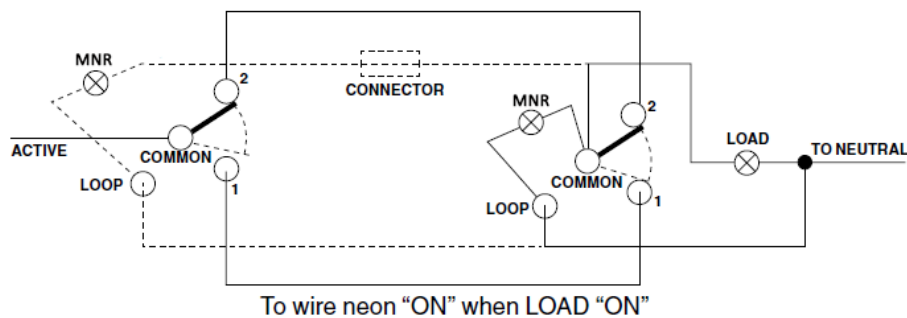 MNR
2
CONNECTOR
MNR
2
ACTIVE
COMMON
LOAD
TO NEUTRAL
LOOP
1
COMMON
LOOP
1
To wire neon “ON” when LOAD “ON”